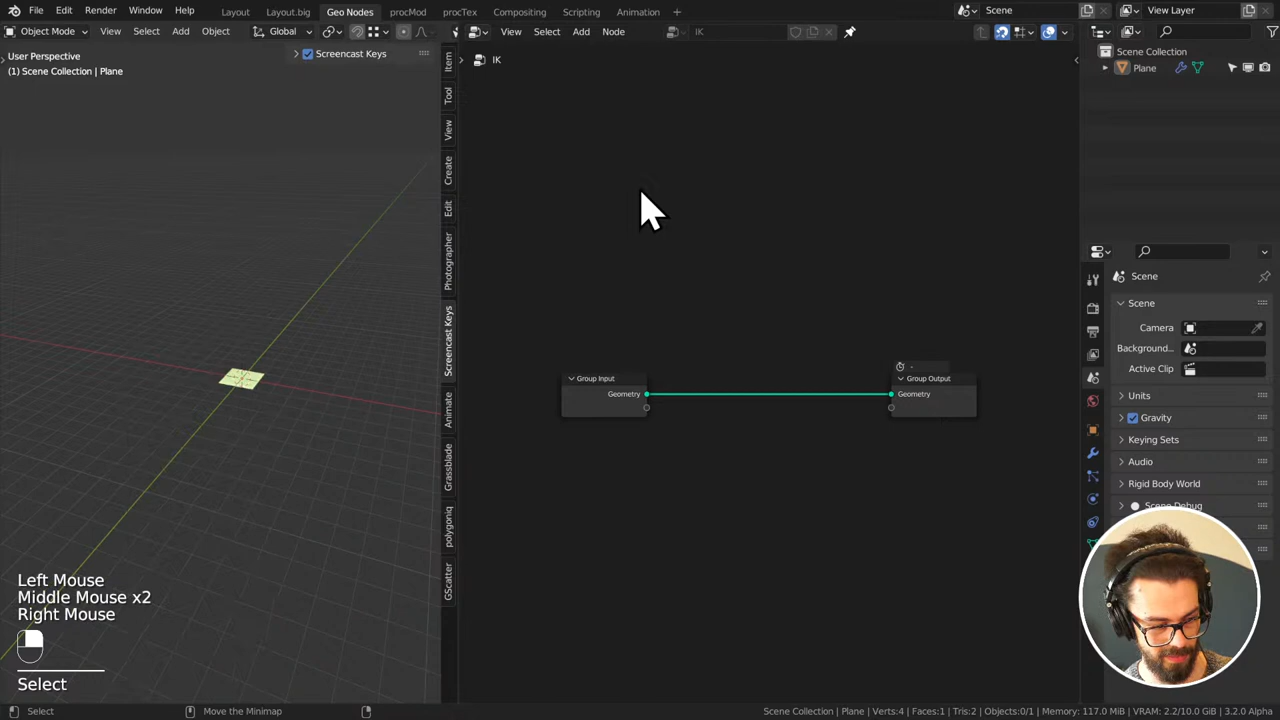 File Edit Render Window Help Layout Layout.big Geo Nodes procMod procTex Compositing Scripting Animation Scene View Layer
Object Mode View Select Add Object Global View Select Add Node IK
User Perspective
(1) Scene Collection | Plane
Screencast Keys
IK
Scene Collection
Plane
Item
Tool
View
Create
Edit
Photographer
Screencast Keys
Animate
Grassblade
polygoniq
GScatter
Group Input
Geometry
Group Output
Geometry
Scene
Scene
Camera
Background...
Active Clip
Units
Gravity
Keying Sets
Audio
Rigid Body World
Scene Debug
Left Mouse
Middle Mouse x2
Right Mouse
Select
Select Move the Minimap Scene Collection | Plane | Verts:4 | Faces:1 | Tris:2 | Objects:0/1 | Memory: 117.0 MiB | VRAM: 2.2/10.0 GiB | 3.2.0 Alpha